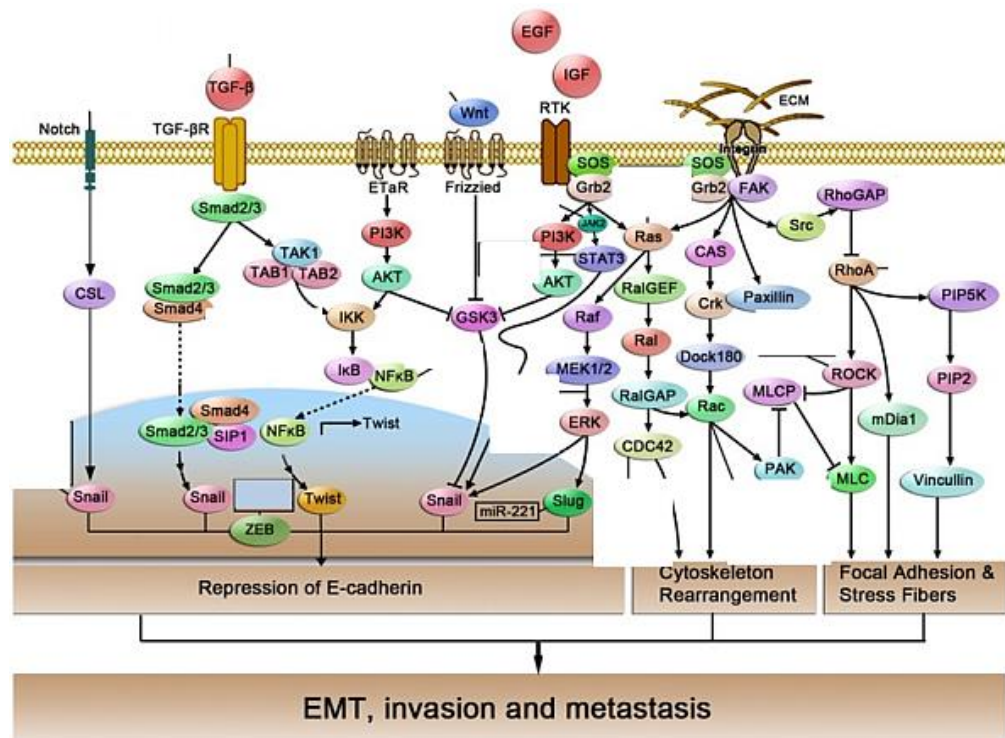 EGF
IGF
TGF-β
Wnt
ECM
Notch
TGF-βR
RTK
Integrin
SOS
SOS
ETaR
Frizzied
Grb2
Grb2
FAK
RhoGAP
Smad2/3
JAK2
Src
PI3K
PI3K
Ras
TAK1
CAS
STAT3
RhoA
TAB1
TAB2
AKT
AKT
CSL
Smad2/3
RalGEF
PIP5K
Smad4
Crk
Paxillin
IKK
GSK3
Raf
Ral
Dock180
IκB
NFκB
MEK1/2
ROCK
PIP2
MLCP
RalGAP
Rac
Smad4
mDia1
Smad2/3
SIP1
NFκB
Twist
ERK
CDC42
PAK
MLC
Vincullin
Snail
Snail
Twist
Snail
Slug
miR-221
ZEB
Repression of E-cadherin
Cytoskeleton
Rearrangement
Focal Adhesion &
Stress Fibers
EMT, invasion and metastasis